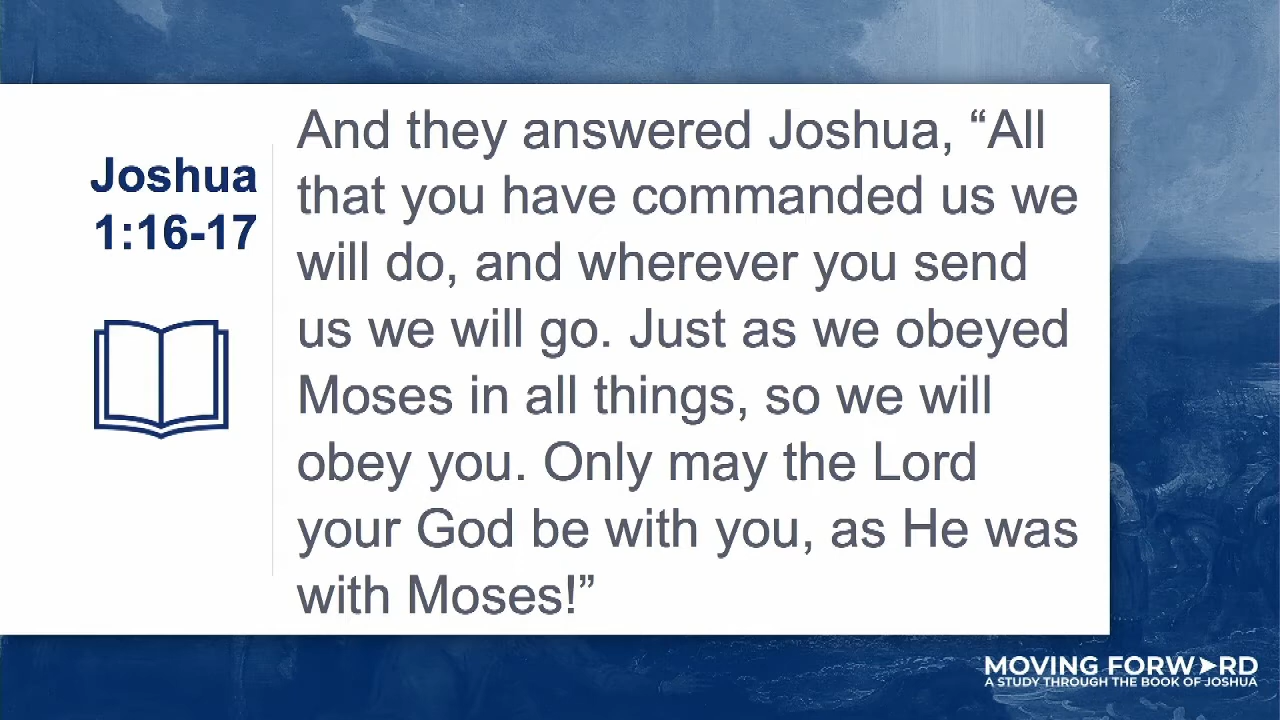 Joshua
1:16-17
And they answered Joshua, “All
that you have commanded us we
will do, and wherever you send
us we will go. Just as we obeyed
Moses in all things, so we will
obey you. Only may the Lord
your God be with you, as He was
with Moses!”
MOVING FORWARD
A STUDY THROUGH THE BOOK OF JOSHUA